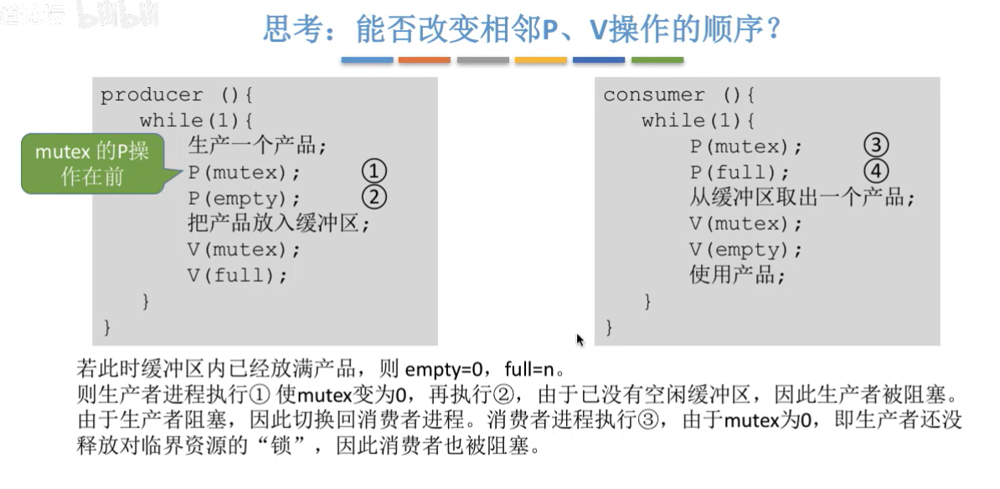 道论坛 bilibili
思考：能否改变相邻P、V操作的顺序？
mutex 的P操
作在前
producer (){
while(1){
生产一个产品;
P(mutex); ①
P(empty); ②
把产品放入缓冲区;
V(mutex);
V(full);
}
}
consumer (){
while(1){
P(mutex); ③
P(full); ④
从缓冲区取出一个产品;
V(mutex);
V(empty);
使用产品;
}
}
若此时缓冲区内已经放满产品，则 empty=0，full=n。
则生产者进程执行① 使mutex变为0，再执行②，由于已没有空闲缓冲区，因此生产者被阻塞。
由于生产者阻塞，因此切换回消费者进程。消费者进程执行③，由于mutex为0，即生产者还没
释放对临界资源的“锁”，因此消费者也被阻塞。